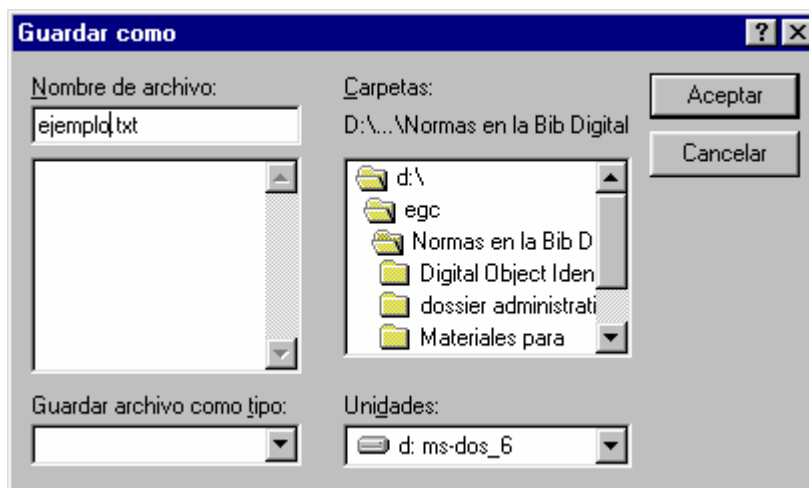 Guardar como
Nombre de archivo:
ejemplo.txt
Carpetas:
D:\...\Normas en la Bib Digital
d:\
egc
Normas en la Bib D
Digital Object Iden
dossier administrati
Materiales para
Guardar archivo como tipo:
Unidades:
d: ms-dos_6
Aceptar
Cancelar